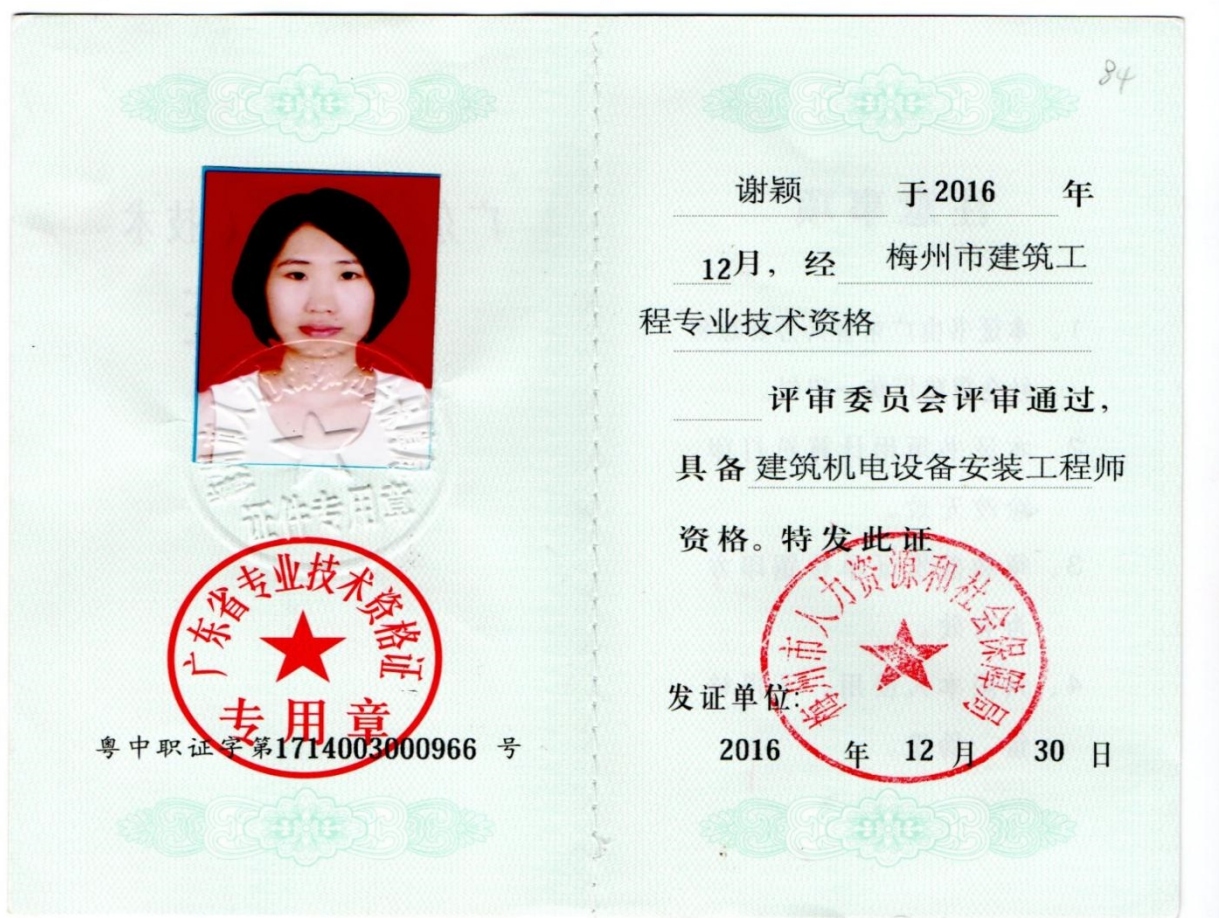 证件专用章
广东省专业技术资格证
专用章
粤中职证字第1714003000966 号
84
谢颖 于2016 年
12月，经 梅州市建筑工
程专业技术资格
评审委员会评审通过，
具备 建筑机电设备安装工程师
资格。特发此证
梅州市人力资源和社会保障局
发证单位:
2016 年 12 月 30 日